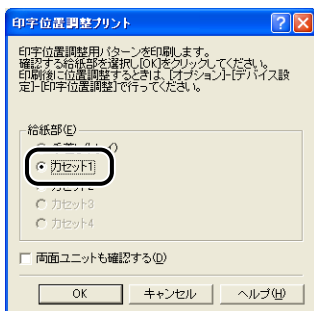 印字位置調整プリント
印字位置調整用パターンを印刷します。
確認する給紙部を選択し[OK]をクリックしてください。
印刷後に位置調整するときは、[オプション]-[デバイス設
定]-[印字位置調整]で行ってください。
給紙部(E)
カセット1
カセット3
カセット4
両面ユニットも確認する(D)
OK キャンセル ヘルプ(H)